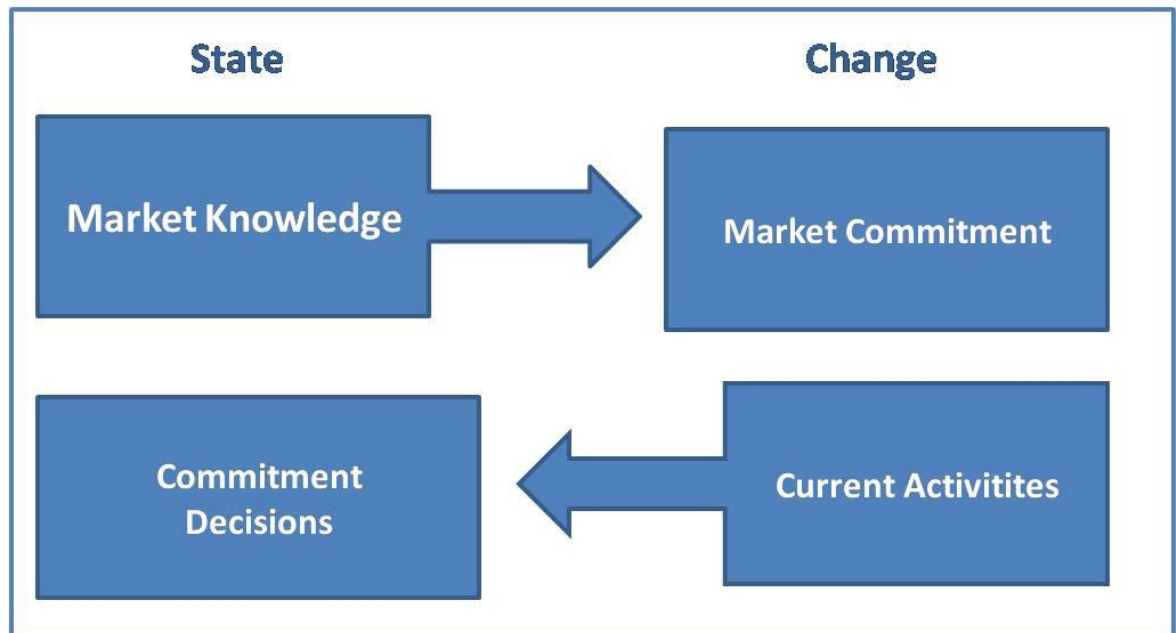 State
Change
Market Knowledge
Market Commitment
Commitment
Decisions
Current Activitites